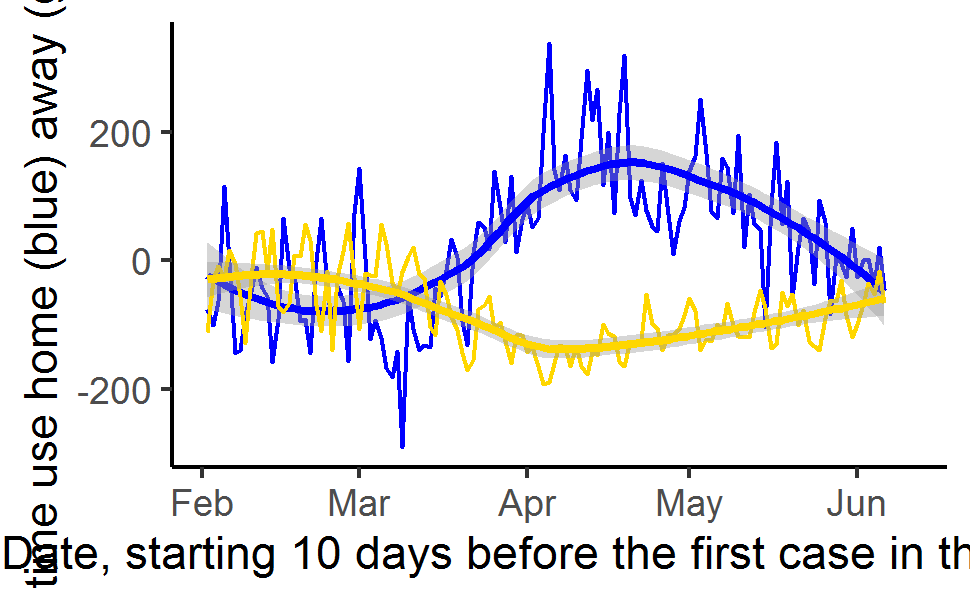 time use home (blue) away (
200
0
-200
Feb Mar Apr May Jun
Date, starting 10 days before the first case in th